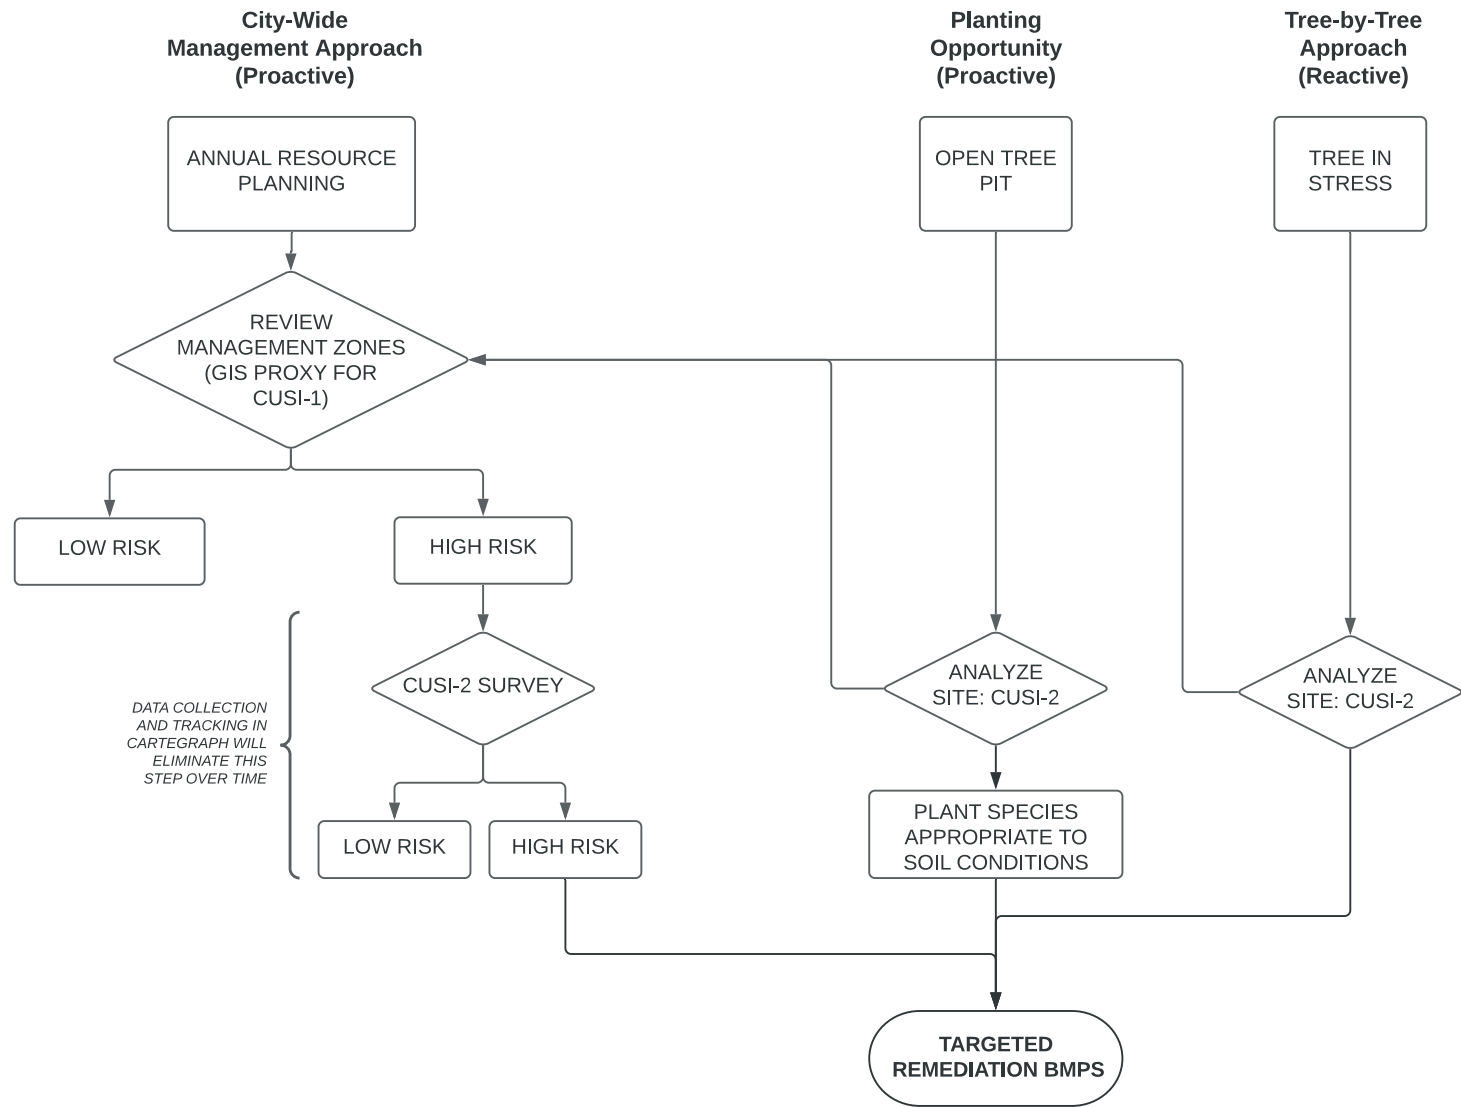 City-Wide
Management Approach
(Proactive)
Planting
Opportunity
(Proactive)
Tree-by-Tree
Approach
(Reactive)
ANNUAL RESOURCE
PLANNING
OPEN TREE
PIT
TREE IN
STRESS
REVIEW
MANAGEMENT ZONES
(GIS PROXY FOR
CUSI-1)
LOW RISK
HIGH RISK
CUSI-2 SURVEY
ANALYZE
SITE: CUSI-2
ANALYZE
SITE: CUSI-2
DATA COLLECTION
AND TRACKING IN
CARTEGRAPH WILL
ELIMINATE THIS
STEP OVER TIME
LOW RISK
HIGH RISK
PLANT SPECIES
APPROPRIATE TO
SOIL CONDITIONS
TARGETED
REMEDIATION BMPS